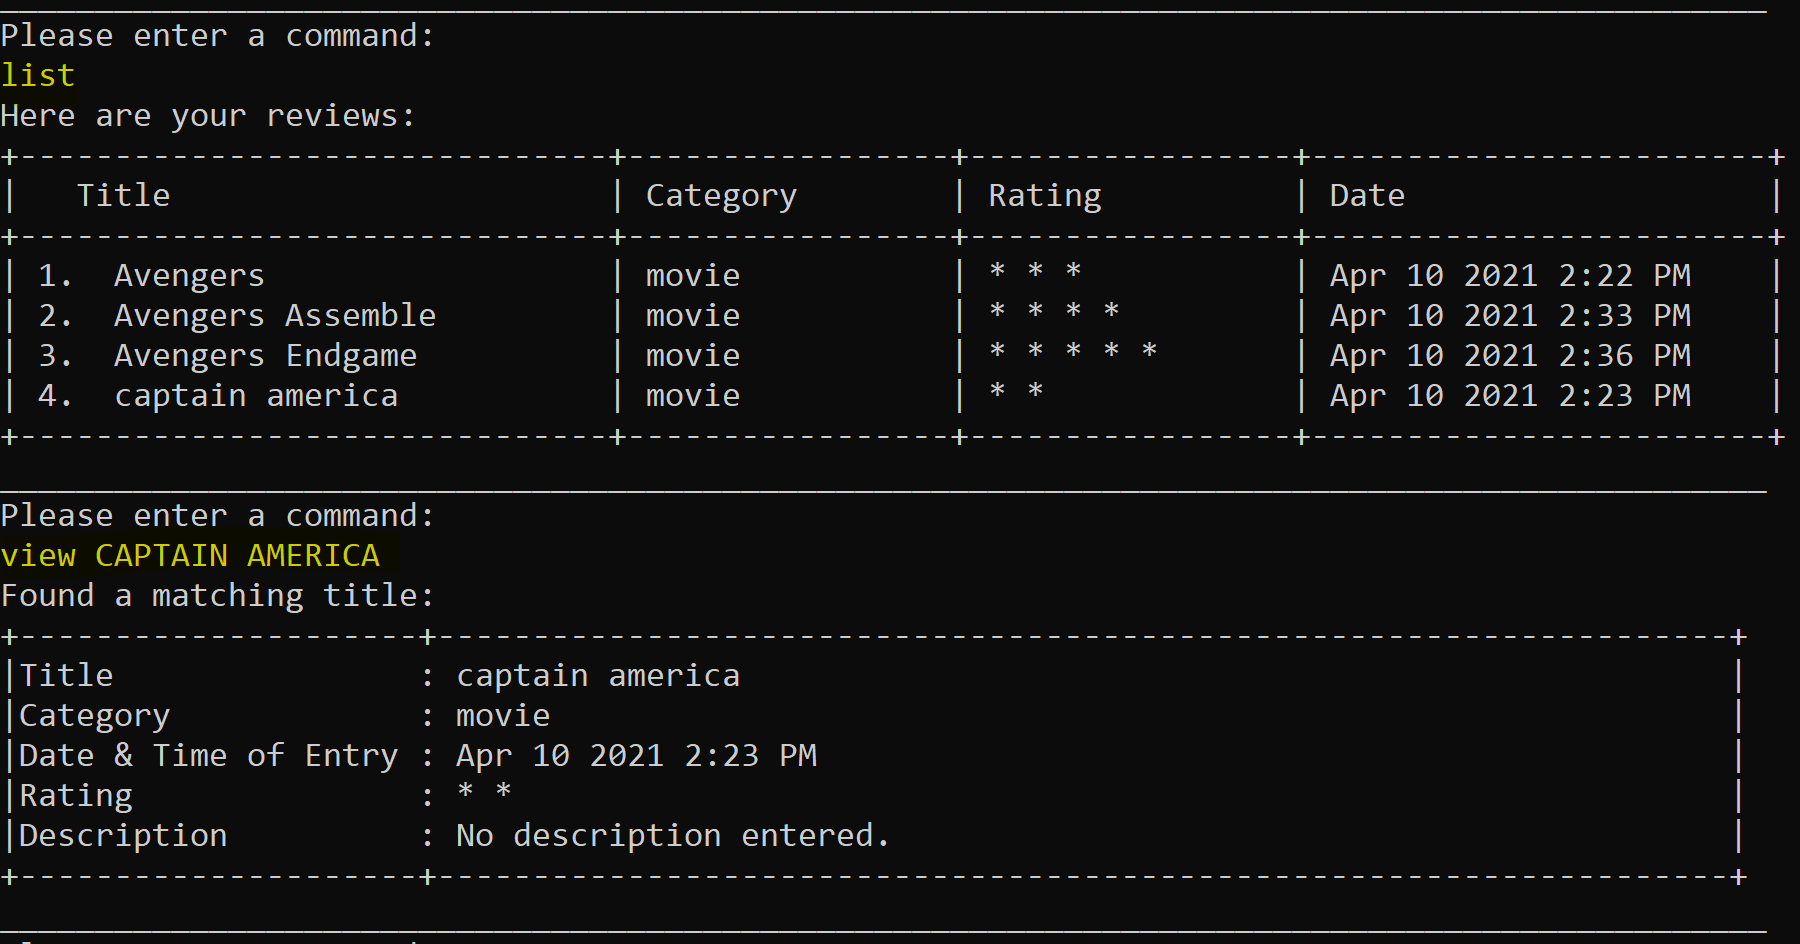 Please enter a command:
list
Here are your reviews:
+-------------------------------+-----------------+-----------------+------------------------+
|   Title                       | Category        | Rating          | Date                   |
+-------------------------------+-----------------+-----------------+------------------------+
| 1.  Avengers                  | movie           | * * *           | Apr 10 2021 2:22 PM    |
| 2.  Avengers Assemble         | movie           | * * * *         | Apr 10 2021 2:33 PM    |
| 3.  Avengers Endgame          | movie           | * * * * *       | Apr 10 2021 2:36 PM    |
| 4.  captain america           | movie           | * *             | Apr 10 2021 2:23 PM    |
+-------------------------------+-----------------+-----------------+------------------------+
Please enter a command:
view CAPTAIN AMERICA
Found a matching title:
+---------------------+--------------------------------------------------------------------+
|Title                : captain america                                                    |
|Category             : movie                                                              |
|Date & Time of Entry : Apr 10 2021 2:23 PM                                                |
|Rating               : * *                                                                |
|Description          : No description entered.                                            |
+---------------------+--------------------------------------------------------------------+